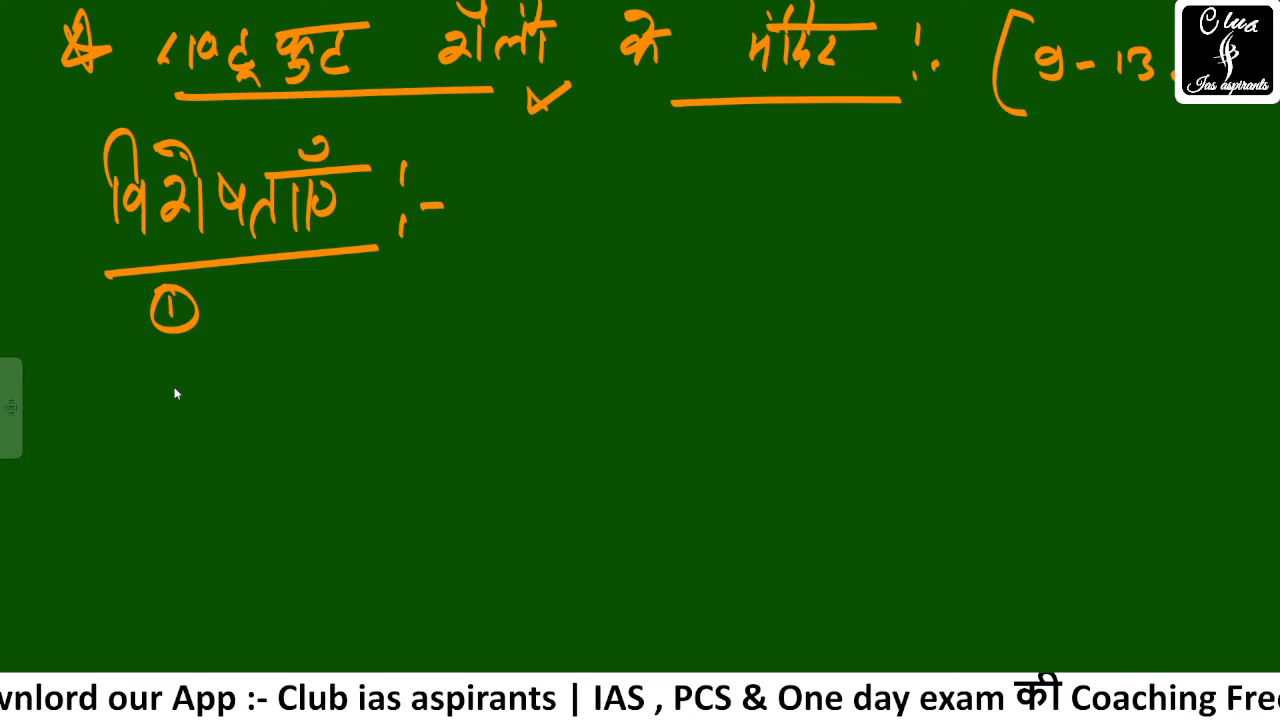 राष्ट्रकूट शैली के मंदिर :- [9-13
विशेषताएँ :-
①
Club
Ias aspirants
wnlord our App :- Club ias aspirants | IAS , PCS & One day exam की Coaching Free